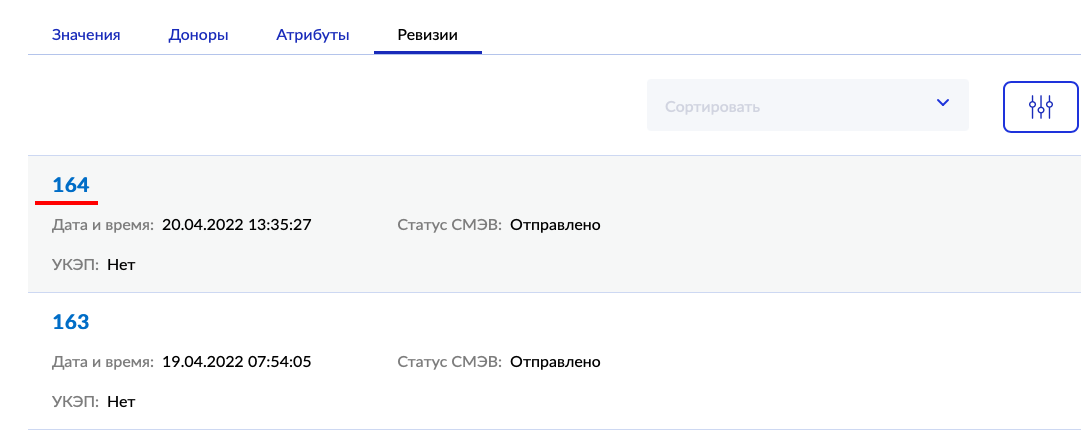 Значения Доноры Атрибуты Ревизии
Сортировать
164
Дата и время: 20.04.2022 13:35:27 Статус СМЭВ: Отправлено
УКЭП: Нет
163
Дата и время: 19.04.2022 07:54:05 Статус СМЭВ: Отправлено
УКЭП: Нет